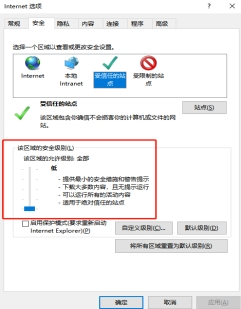 Internet 选项
? ×
常规 安全 隐私 内容 连接 程序 高级
选择一个区域以查看或更改安全设置。
Internet 本地 Intranet 受信任的站点 受限制的站点
受信任的站点
站点(S)
该区域包含你确信不会损害你的计算机或文件的网站。
该区域的安全级别(L)
该区域的允许级别: 全部
低
- 提供最小的安全措施和警告提示
- 下载大多数内容，且无提示运行
- 可以运行所有的活动内容
- 适用于绝对信任的站点
启用保护模式(要求重新启动 Internet Explorer)(P)
自定义级别(C)... 默认级别(D)
将所有区域重置为默认级别(R)
确定 取消 应用(A)